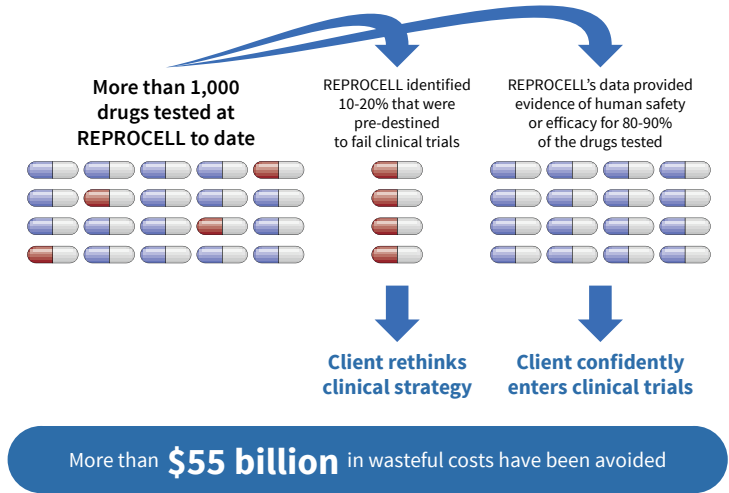 More than 1,000
drugs tested at
REPROCELL to date
REPROCELL identified
10-20% that were
pre-destined
to fail clinical trials
REPROCELL's data provided
evidence of human safety
or efficacy for 80-90%
of the drugs tested
Client rethinks
clinical strategy
Client confidently
enters clinical trials
More than $55 billion in wasteful costs have been avoided